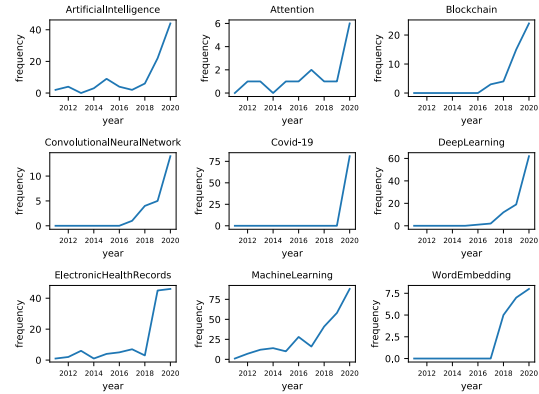 ArtificialIntelligence
40
20
0
frequency
2012 2014 2016 2018 2020
year
Attention
6
4
2
0
frequency
2012 2014 2016 2018 2020
year
Blockchain
20
10
0
frequency
2012 2014 2016 2018 2020
year
ConvolutionalNeuralNetwork
10
5
0
frequency
2012 2014 2016 2018 2020
year
Covid-19
75
50
25
0
frequency
2012 2014 2016 2018 2020
year
DeepLearning
60
40
20
0
frequency
2012 2014 2016 2018 2020
year
ElectronicHealthRecords
40
20
0
frequency
2012 2014 2016 2018 2020
year
MachineLearning
75
50
25
0
frequency
2012 2014 2016 2018 2020
year
WordEmbedding
7.5
5.0
2.5
0.0
frequency
2012 2014 2016 2018 2020
year